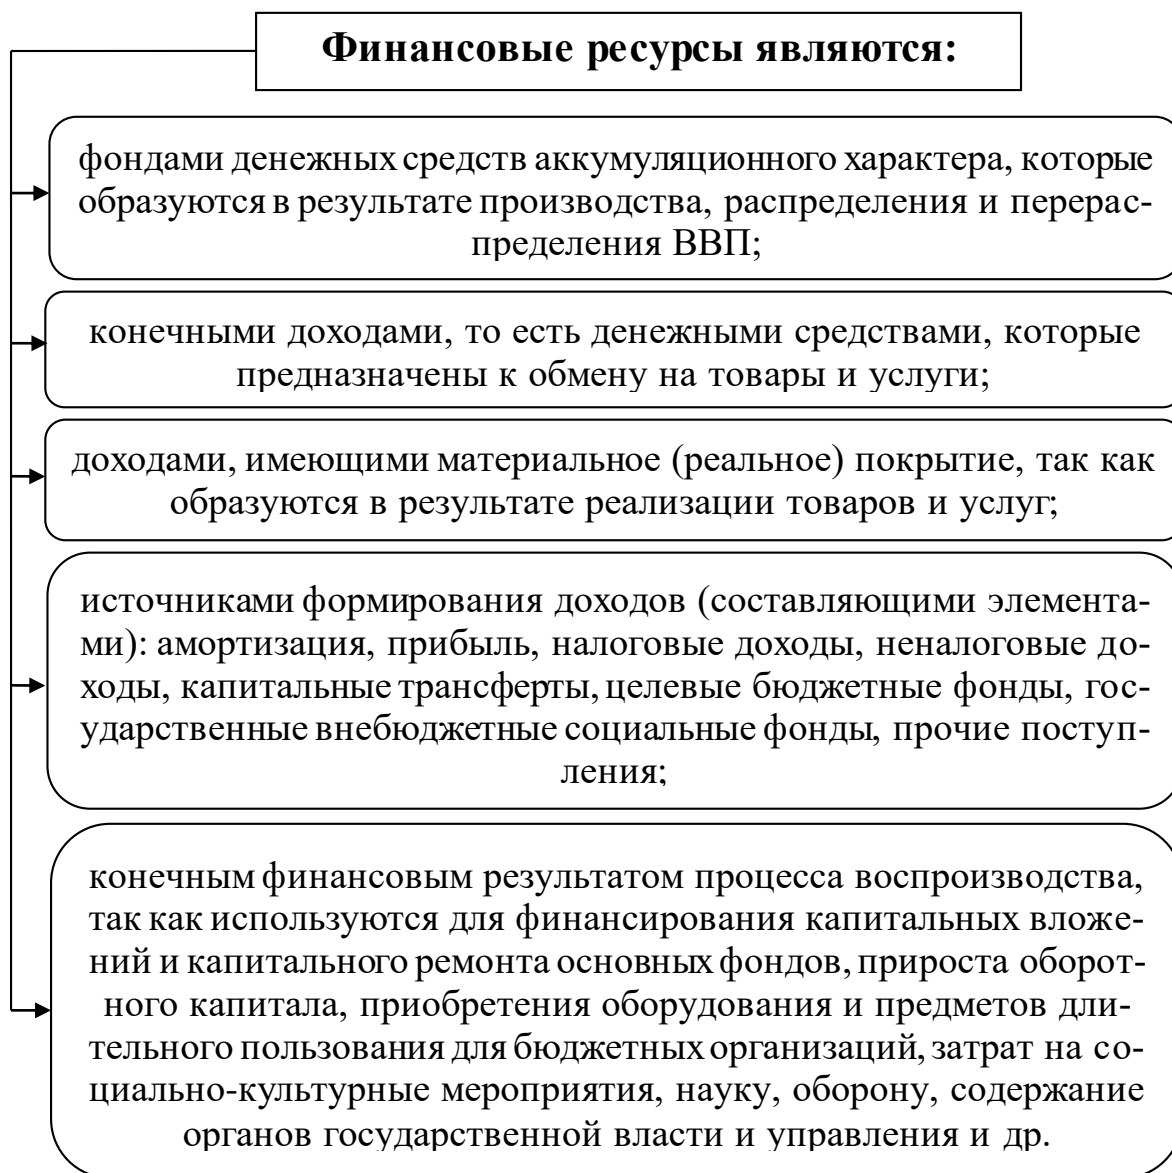 Финансовые ресурсы являются:
фондами денежных средств аккумуляционного характера, которые
образуются в результате производства, распределения и перерас-
пределения ВВП;
конечными доходами, то есть денежными средствами, которые
предназначены к обмену на товары и услуги;
доходами, имеющими материальное (реальное) покрытие, так как
образуются в результате реализации товаров и услуг;
источниками формирования доходов (составляющими элемента-
ми): амортизация, прибыль, налоговые доходы, неналоговые до-
ходы, капитальные трансферты, целевые бюджетные фонды, гос-
ударственные внебюджетные социальные фонды, прочие поступ-
ления;
конечным финансовым результатом процесса воспроизводства,
так как используются для финансирования капитальных вложе-
ний и капитального ремонта основных фондов, прироста оборот-
ного капитала, приобретения оборудования и предметов дли-
тельного пользования для бюджетных организаций, затрат на со-
циально-культурные мероприятия, науку, оборону, содержание
органов государственной власти и управления и др.